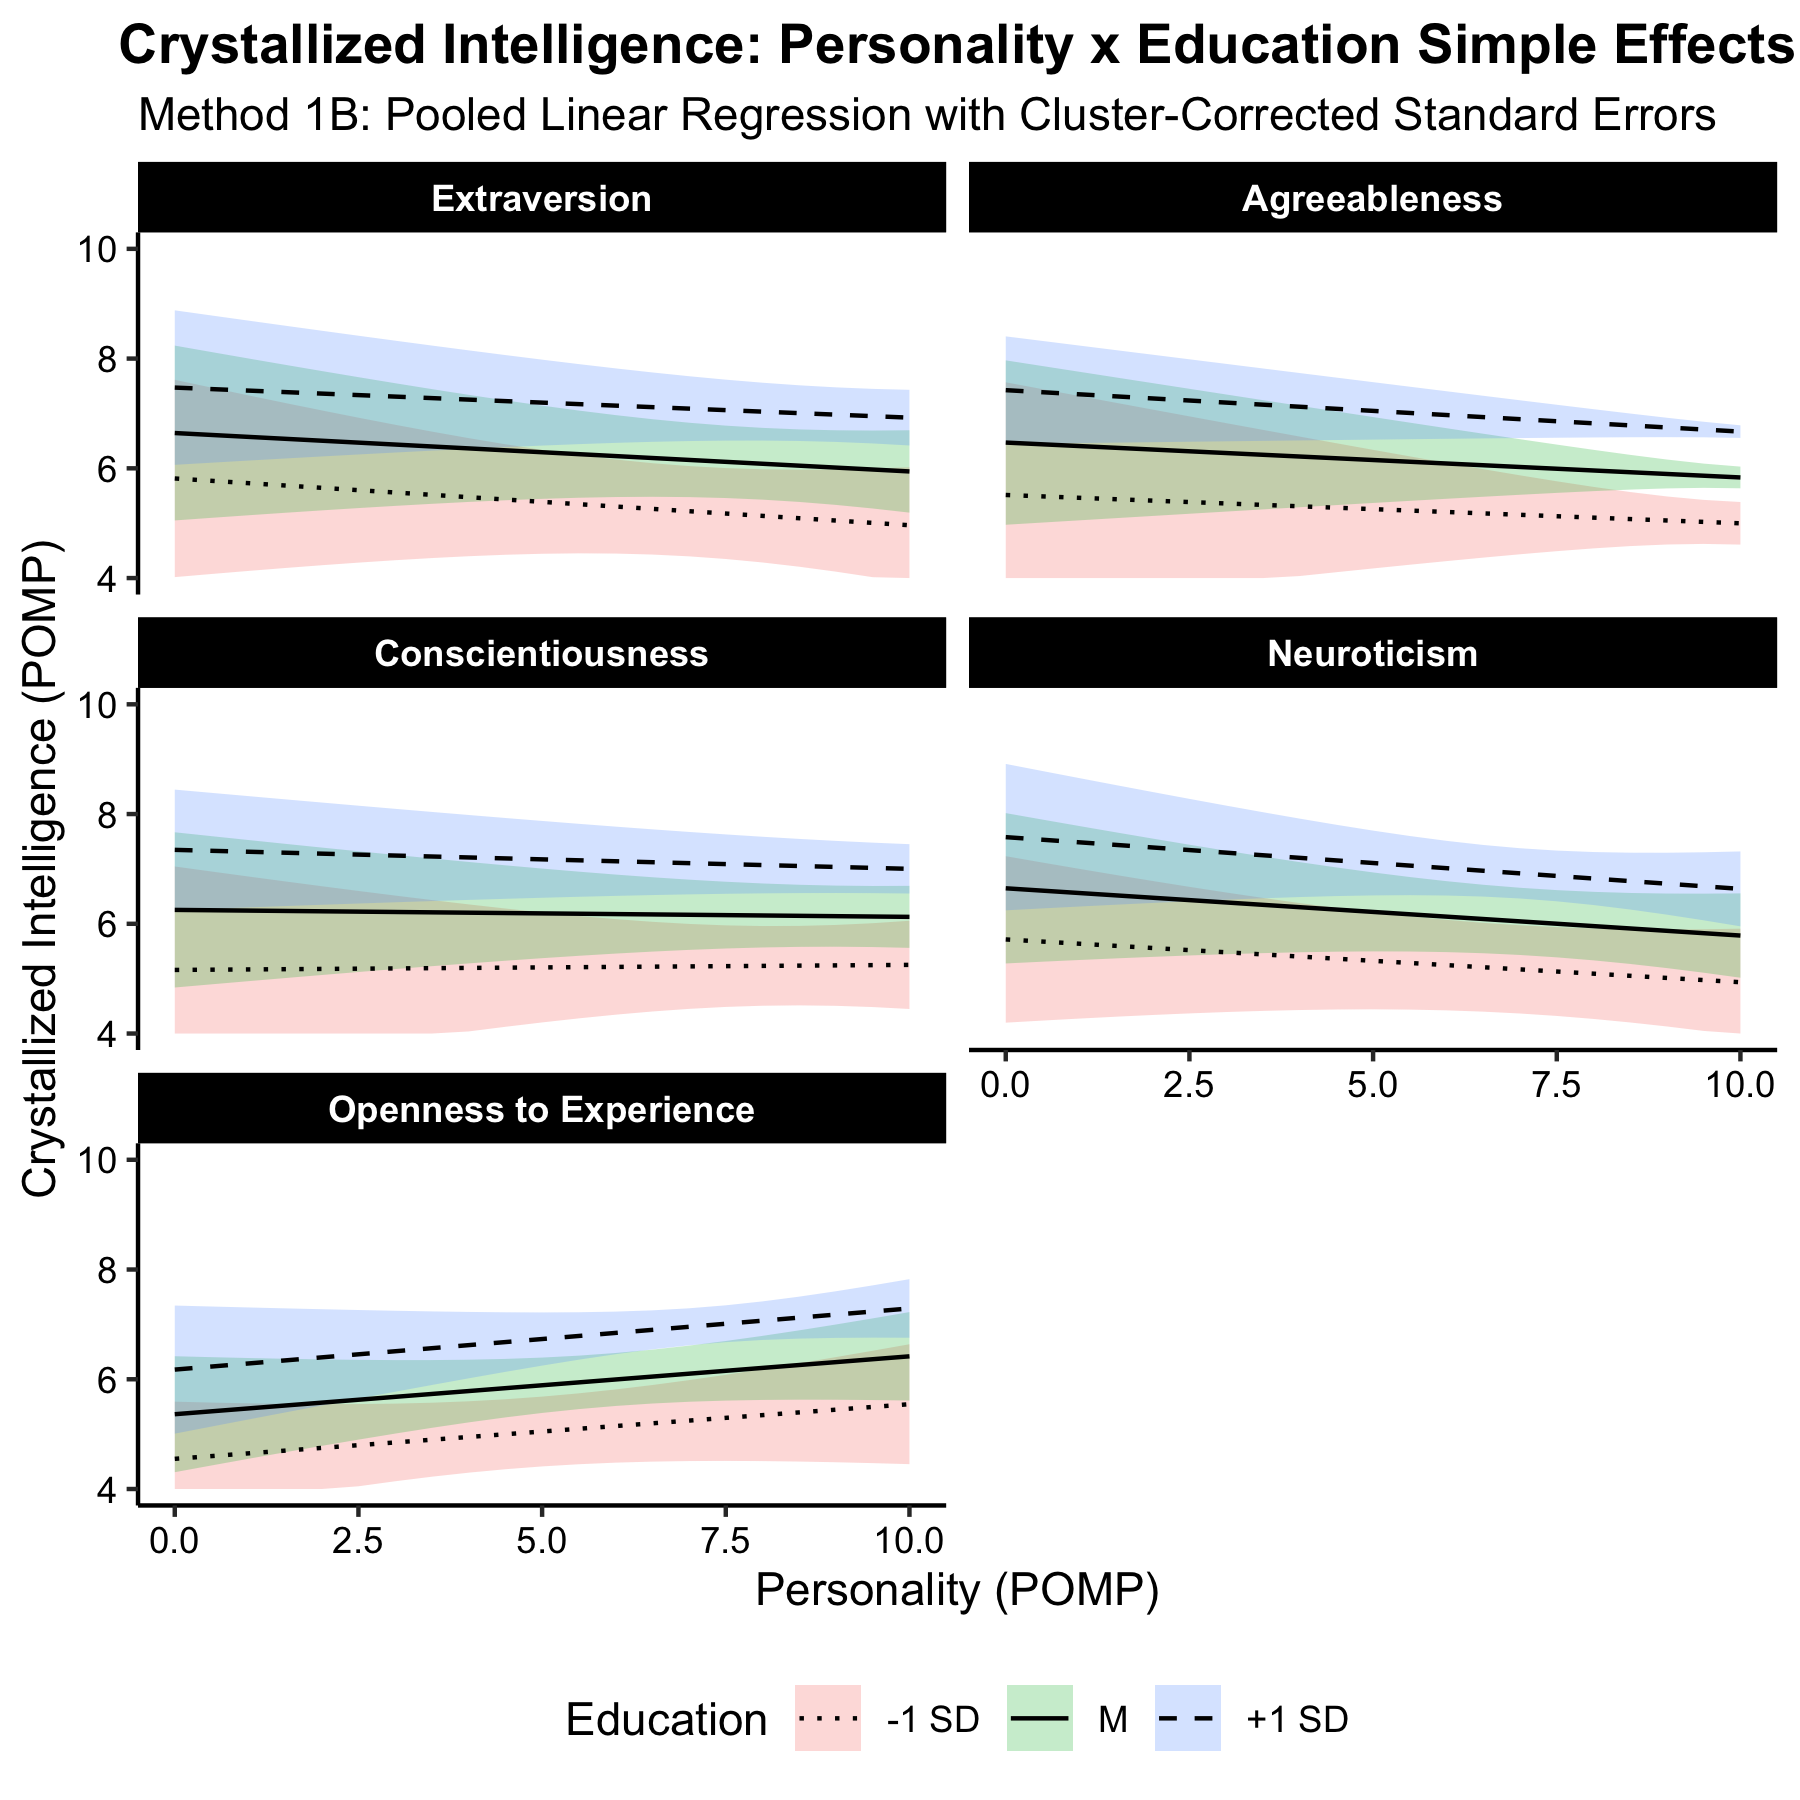 Crystallized Intelligence: Personality x Education Simple Effects
Method 1B: Pooled Linear Regression with Cluster-Corrected Standard Errors
Crystallized Intelligence (POMP)
Extraversion
Agreeableness
10
8
6
4
Conscientiousness
Neuroticism
10
8
6
4
0.0 2.5 5.0 7.5 10.0
Openness to Experience
10
8
6
4
0.0 2.5 5.0 7.5 10.0
Personality (POMP)
Education -1 SD M +1 SD